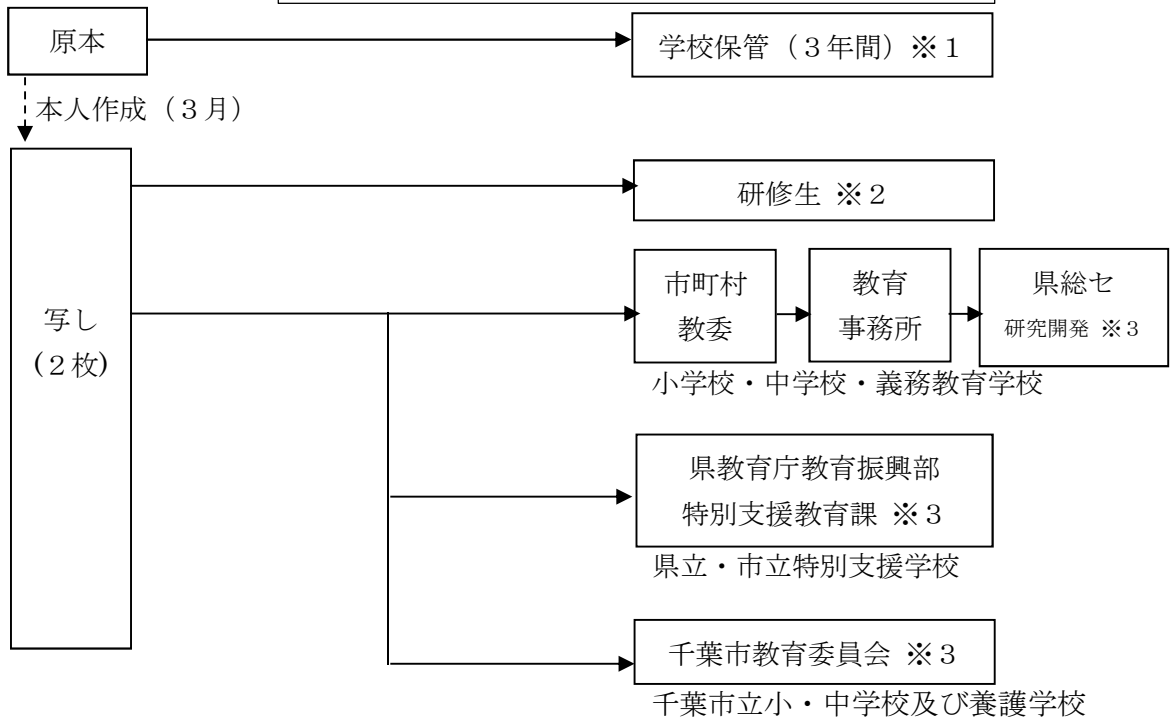 原本
学校保管（３年間）※１
本人作成（３月）
写し
(２枚)
研修生 ※２
市町村
教委
教育
事務所
県総セ
研究開発 ※３
小学校・中学校・義務教育学校
県教育庁教育振興部
特別支援教育課 ※３
県立・市立特別支援学校
千葉市教育委員会 ※３
千葉市立小・中学校及び養護学校